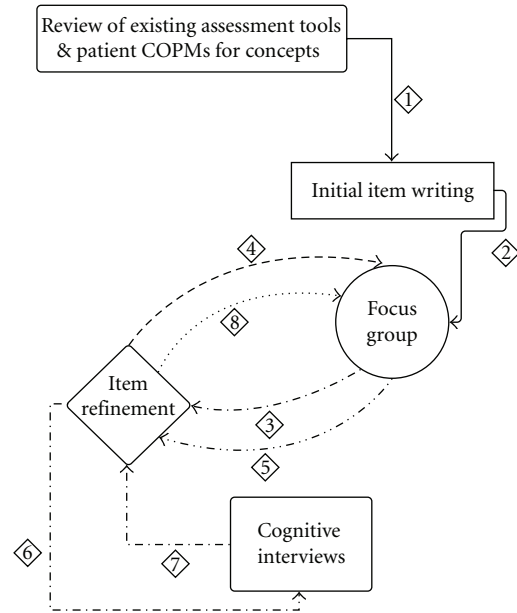 Review of existing assessment tools
& patient COPMs for concepts
1
Initial item writing
2
4
Focus
group
8
Item
refinement
3
5
Cognitive
interviews
6
7